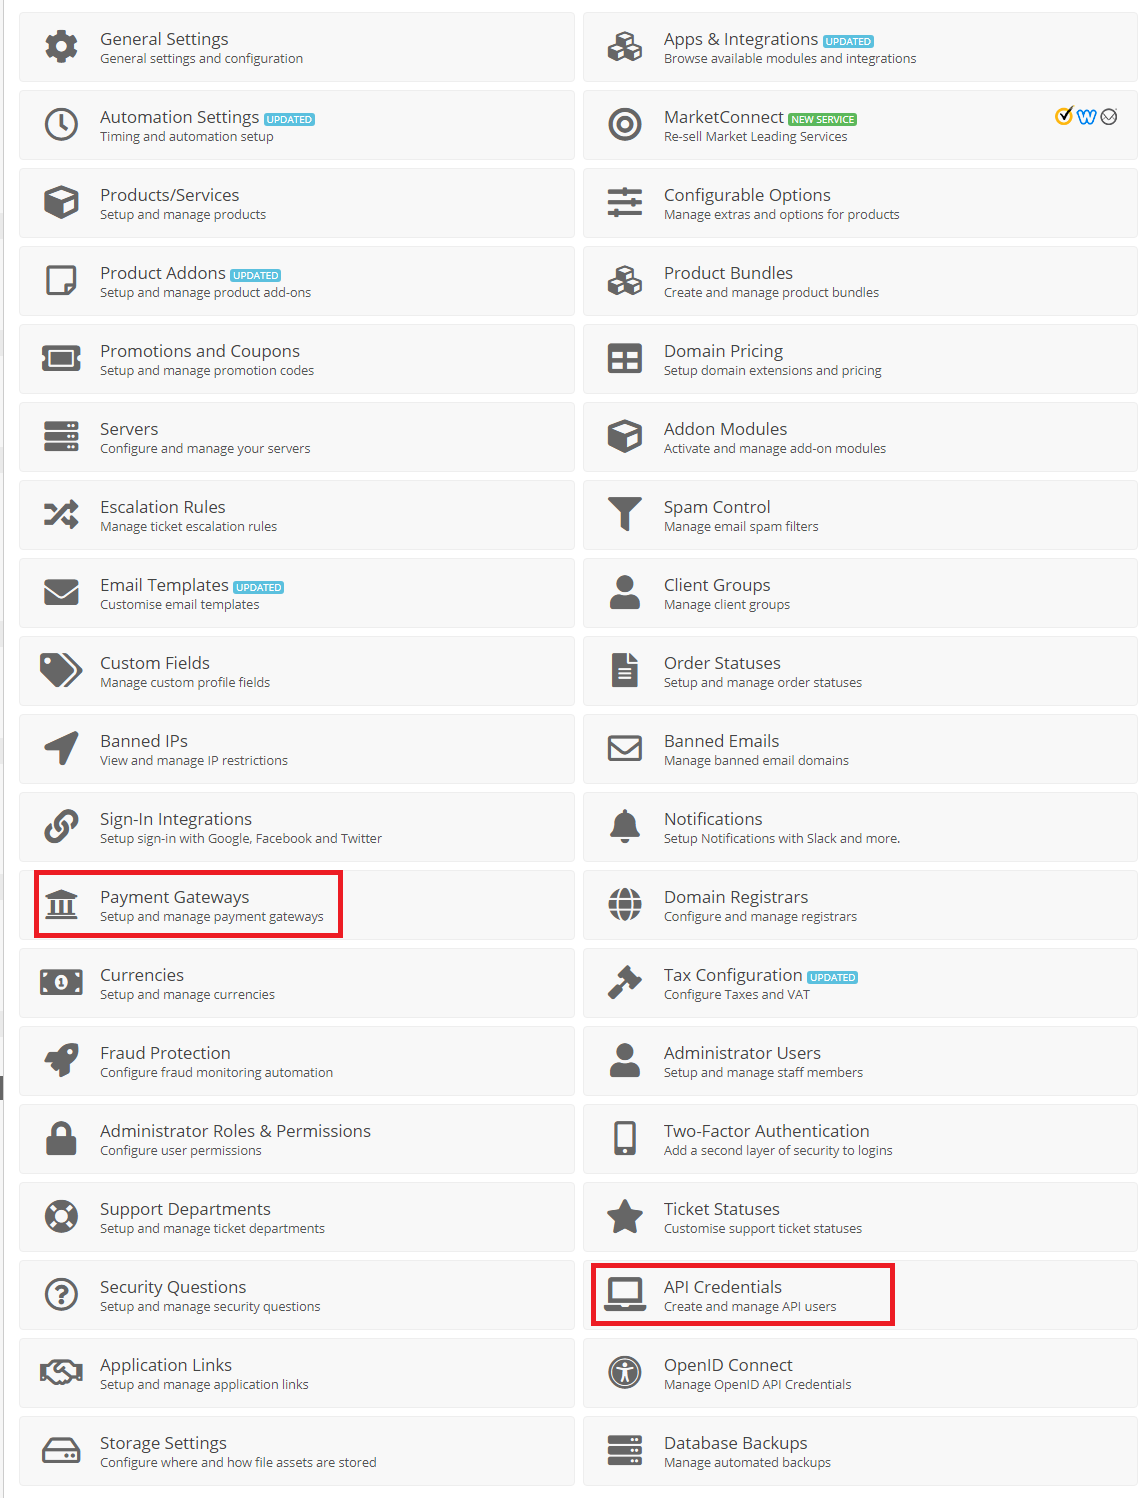 General Settings
General settings and configuration
Apps & Integrations UPDATED
Browse available modules and integrations
Automation Settings UPDATED
Timing and automation setup
MarketConnect NEW SERVICE
Re-sell Market Leading Services
Products/Services
Setup and manage products
Configurable Options
Manage extras and options for products
Product Addons UPDATED
Setup and manage product add-ons
Product Bundles
Create and manage product bundles
Promotions and Coupons
Setup and manage promotion codes
Domain Pricing
Setup domain extensions and pricing
Servers
Configure and manage your servers
Addon Modules
Activate and manage add-on modules
Escalation Rules
Manage ticket escalation rules
Spam Control
Manage email spam filters
Email Templates UPDATED
Customise email templates
Client Groups
Manage client groups
Custom Fields
Manage custom profile fields
Order Statuses
Setup and manage order statuses
Banned IPs
View and manage IP restrictions
Banned Emails
Manage banned email domains
Sign-In Integrations
Setup sign-in with Google, Facebook and Twitter
Notifications
Setup Notifications with Slack and more.
Payment Gateways
Setup and manage payment gateways
Domain Registrars
Configure and manage registrars
Currencies
Setup and manage currencies
Tax Configuration UPDATED
Configure Taxes and VAT
Fraud Protection
Configure fraud monitoring automation
Administrator Users
Setup and manage staff members
Administrator Roles & Permissions
Configure user permissions
Two-Factor Authentication
Add a second layer of security to logins
Support Departments
Setup and manage ticket departments
Ticket Statuses
Customise support ticket statuses
Security Questions
Setup and manage security questions
API Credentials
Create and manage API users
Application Links
Setup and manage application links
OpenID Connect
Manage OpenID API Credentials
Storage Settings
Configure where and how file assets are stored
Database Backups
Manage automated backups